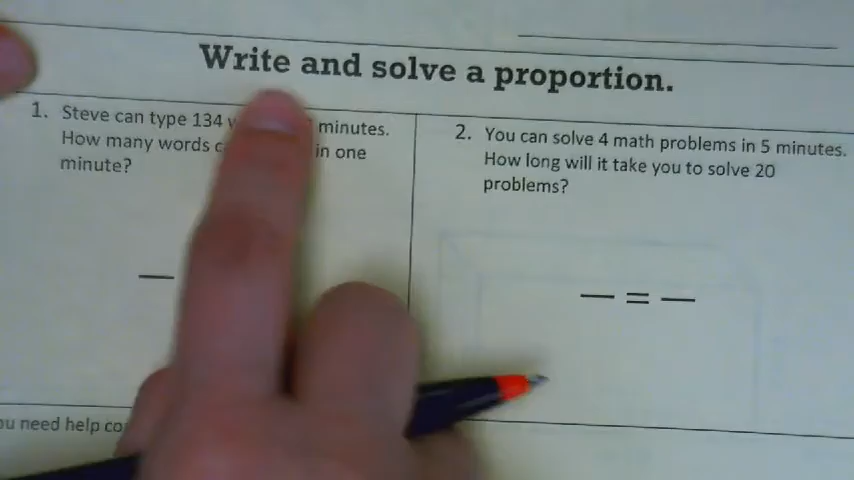 Write and solve a proportion.
1. Steve can type 134 minutes.
How many words in one
minute?
2. You can solve 4 math problems in 5 minutes.
How long will it take you to solve 20
problems?
— = —
need help